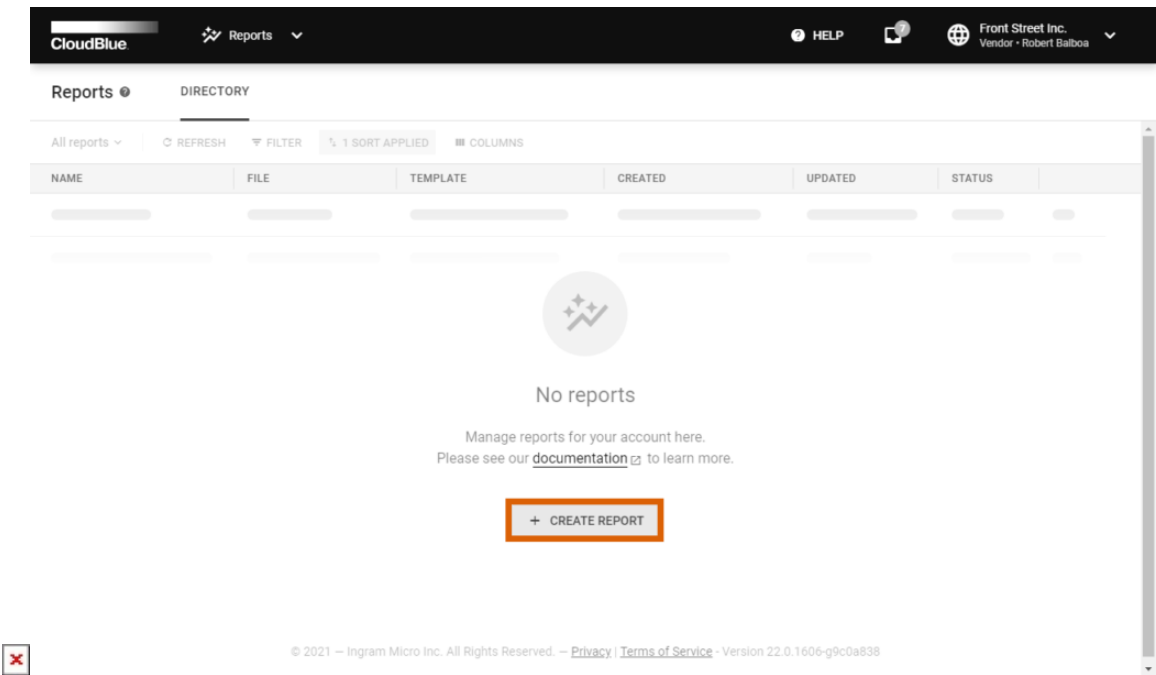 CloudBlue.
Reports
HELP
7
Front Street Inc.
Vendor • Robert Balboa
Reports
DIRECTORY
All reports
REFRESH
FILTER
1 SORT APPLIED
COLUMNS
NAME
FILE
TEMPLATE
CREATED
UPDATED
STATUS
No reports
Manage reports for your account here.
Please see our documentation to learn more.
+ CREATE REPORT
© 2021 — Ingram Micro Inc. All Rights Reserved. — Privacy | Terms of Service - Version 22.0.1606-g9c0a838